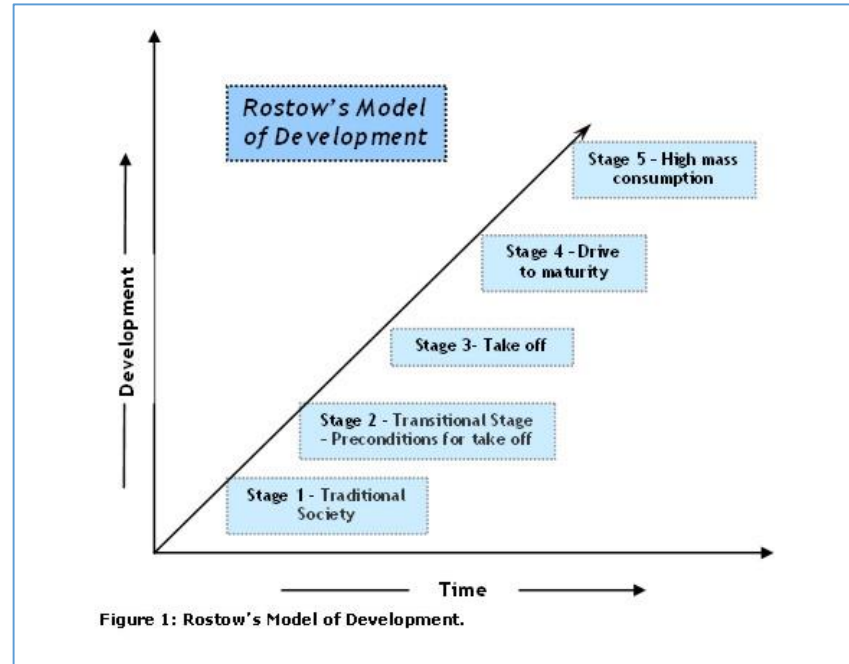 Rostow's Model
of Development
Stage 5 - High mass
consumption
Stage 4 - Drive
to maturity
Stage 3- Take off
Stage 2 - Transitional Stage
- Preconditions for take off
Stage 1 - Traditional
Society
Development
Time
Figure 1: Rostow's Model of Development.